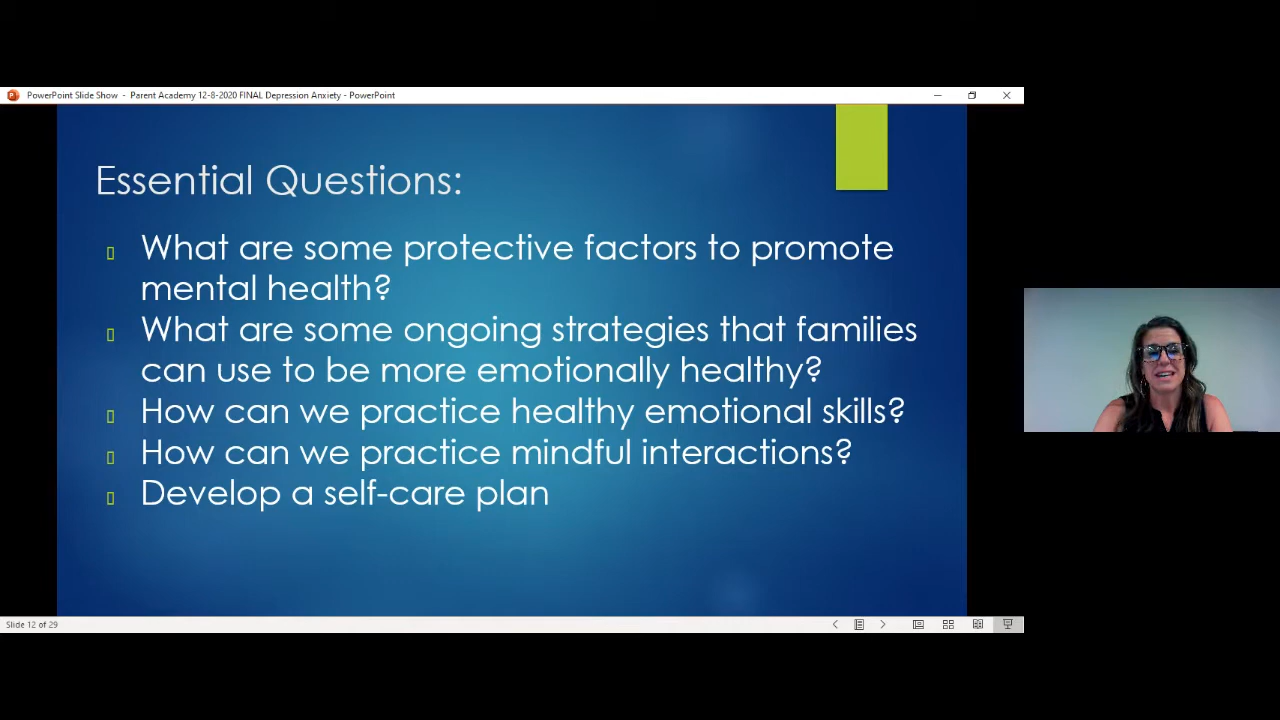 PowerPoint Slide Show - Parent Academy 12-8-2020 FINAL Depression Anxiety - PowerPoint
Essential Questions:
What are some protective factors to promote
mental health?
What are some ongoing strategies that families
can use to be more emotionally healthy?
How can we practice healthy emotional skills?
How can we practice mindful interactions?
Develop a self-care plan
Slide 12 of 29